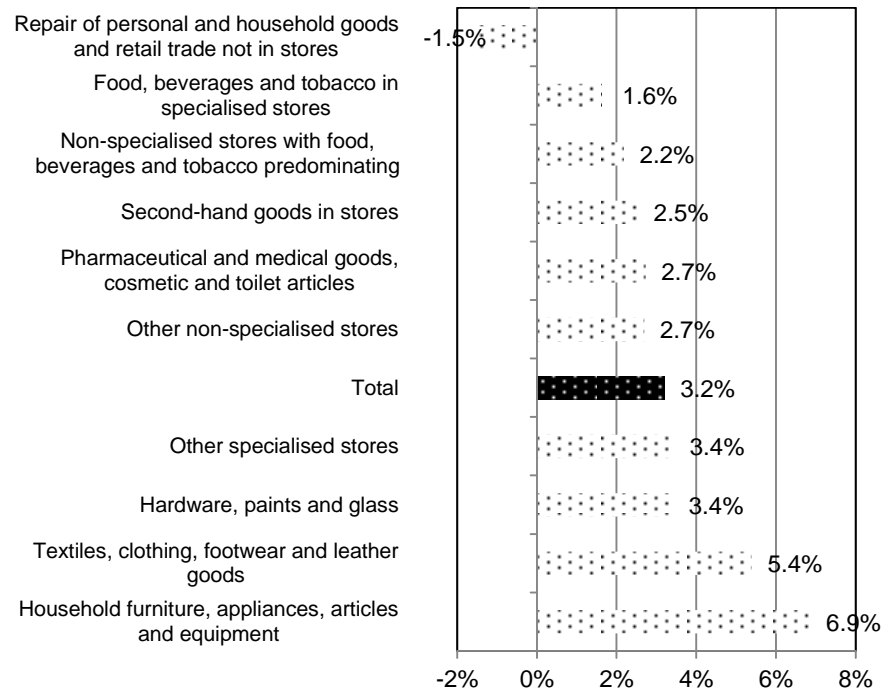 Repair of personal and household goods
and retail trade not in stores
-1.5%
Food, beverages and tobacco in
specialised stores
1.6%
Non-specialised stores with food,
beverages and tobacco predominating
2.2%
Second-hand goods in stores
2.5%
Pharmaceutical and medical goods,
cosmetic and toilet articles
2.7%
Other non-specialised stores
2.7%
Total
3.2%
Other specialised stores
3.4%
Hardware, paints and glass
3.4%
Textiles, clothing, footwear and leather
goods
5.4%
Household furniture, appliances, articles
and equipment
6.9%
-2% 0% 2% 4% 6% 8%